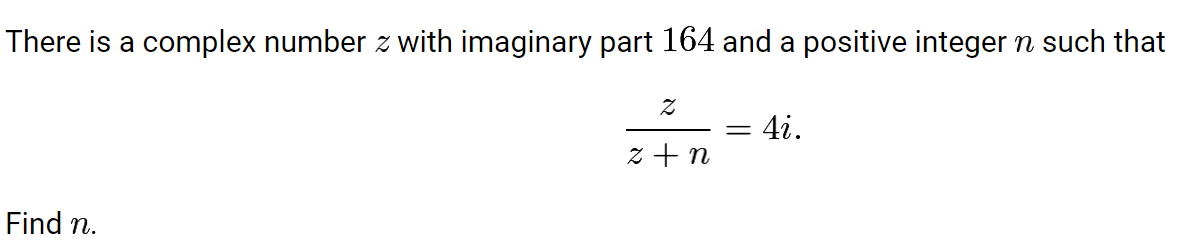 There is a complex number z with imaginary part 164 and a positive integer n such that
z
z + n
= 4i.
Find n.